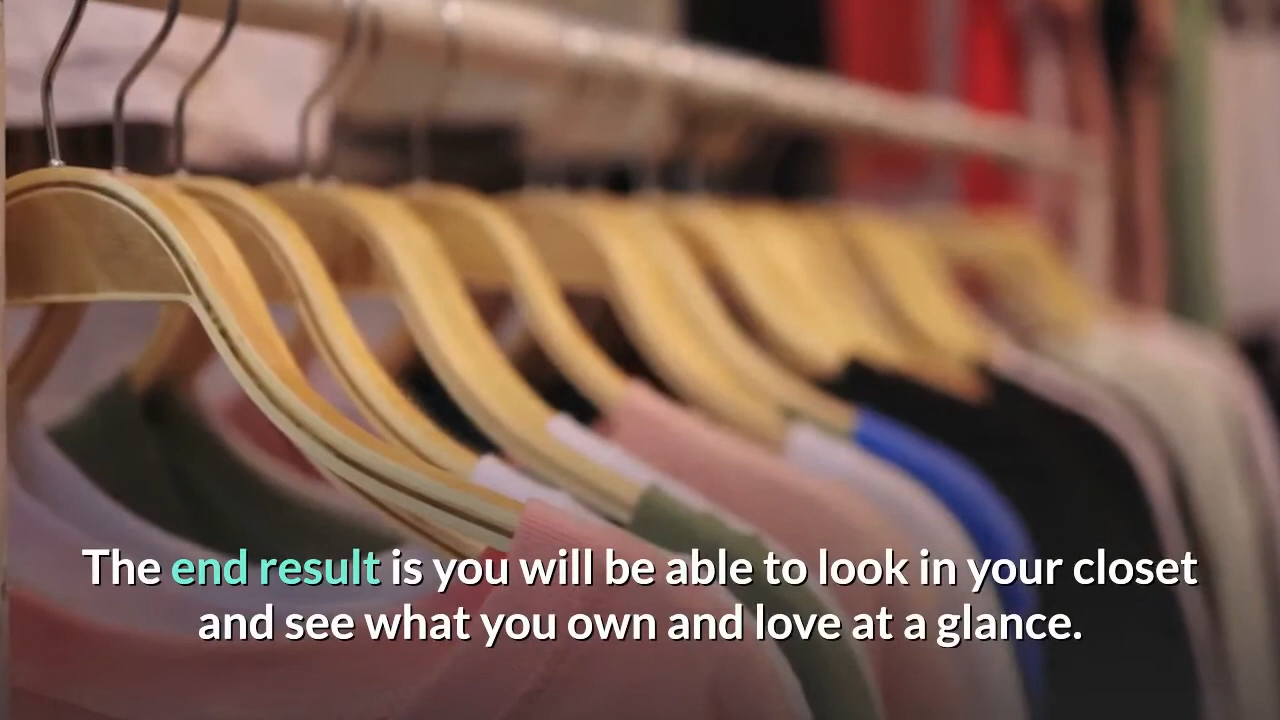 The end result is you will be able to look in your closet
and see what you own and love at a glance.